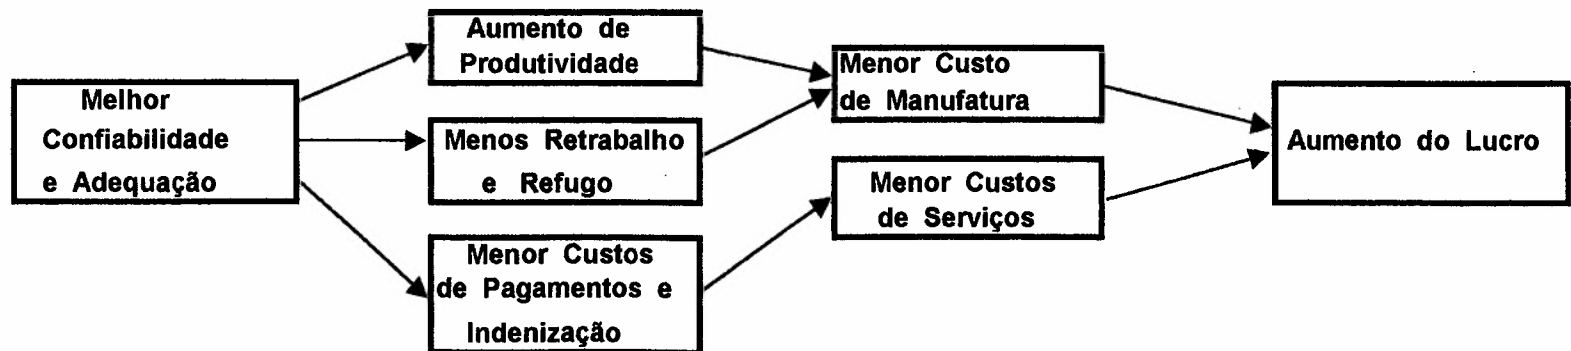 Melhor
Confiabilidade
e Adequação
Aumento de
Produtividade
Menos Retrabalho
e Refugo
Menor Custos
de Pagamentos e
Indenização
Menor Custo
de Manufatura
Menor Custos
de Serviços
Aumento do Lucro